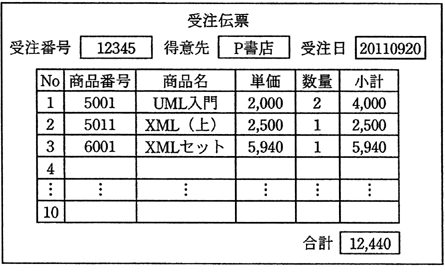 受注伝票
受注番号 12345 得意先 P書店 受注日 20110920
No 商品番号 商品名 単価 数量 小計
1 5001 UML入門 2,000 2 4,000
2 5011 XML（上） 2,500 1 2,500
3 6001 XMLセット 5,940 1 5,940
4
⋮ ⋮ ⋮ ⋮ ⋮ ⋮
10
合計 12,440